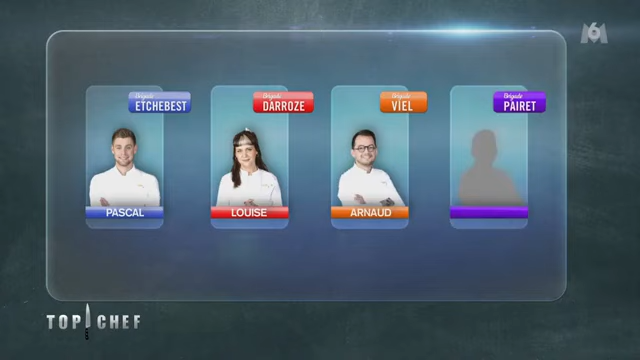 M6
Brigade
ETCHEBEST
Brigade
DARROZE
Brigade
VIEL
Brigade
PAIRET
PASCAL
LOUISE
ARNAUD
TOP CHEF